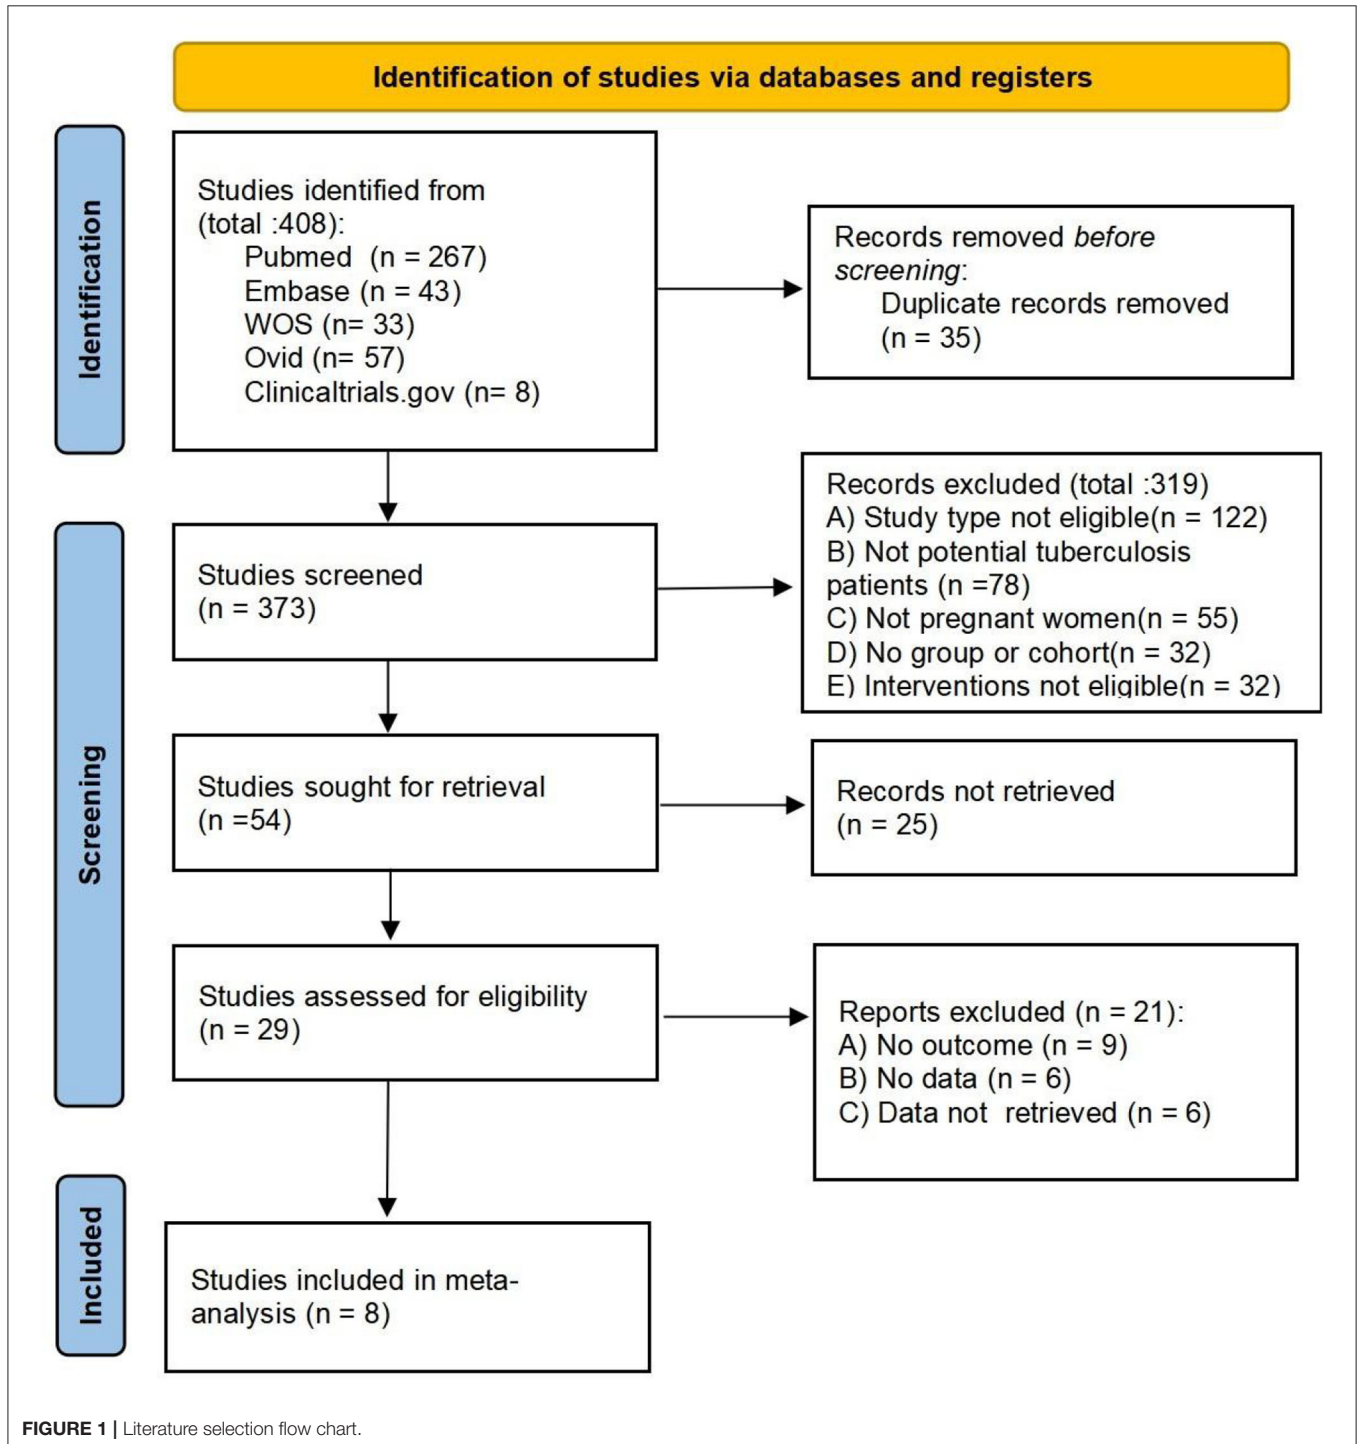 Identification of studies via databases and registers
Identification
Studies identified from
(total :408):
Pubmed  (n = 267)
Embase (n = 43)
WOS (n= 33)
Ovid (n= 57)
Clinicaltrials.gov (n= 8)
Records removed before
screening:
Duplicate records removed
(n = 35)
Screening
Studies screened
(n = 373)
Records excluded (total :319)
A) Study type not eligible(n = 122)
B) Not potential tuberculosis
patients (n =78)
C) Not pregnant women(n = 55)
D) No group or cohort(n = 32)
E) Interventions not eligible(n = 32)
Studies sought for retrieval
(n =54)
Records not retrieved
(n = 25)
Studies assessed for eligibility
(n = 29)
Reports excluded (n = 21):
A) No outcome (n = 9)
B) No data (n = 6)
C) Data not  retrieved (n = 6)
Included
Studies included in meta-
analysis (n = 8)
FIGURE 1 | Literature selection flow chart.